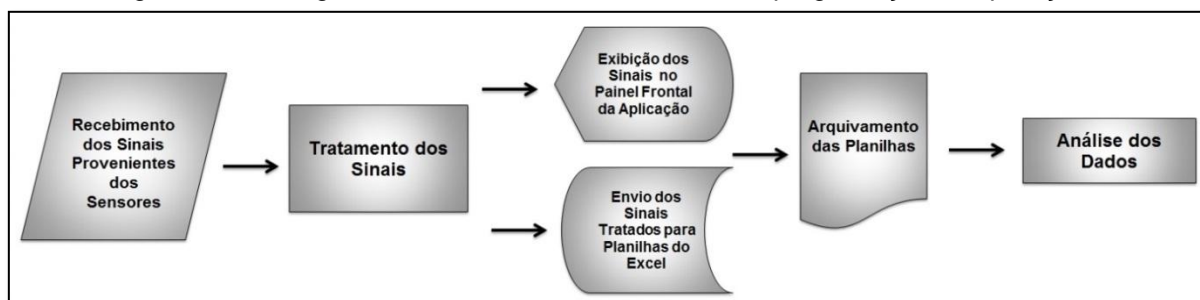 Recebimento
dos Sinais
Provenientes
dos
Sensores
Tratamento dos
Sinais
Exibição dos
Sinais no
Painel Frontal
da Aplicação
Envio dos
Sinais
Tratados para
Planilhas do
Excel
Arquivamento
das Planilhas
Análise dos
Dados